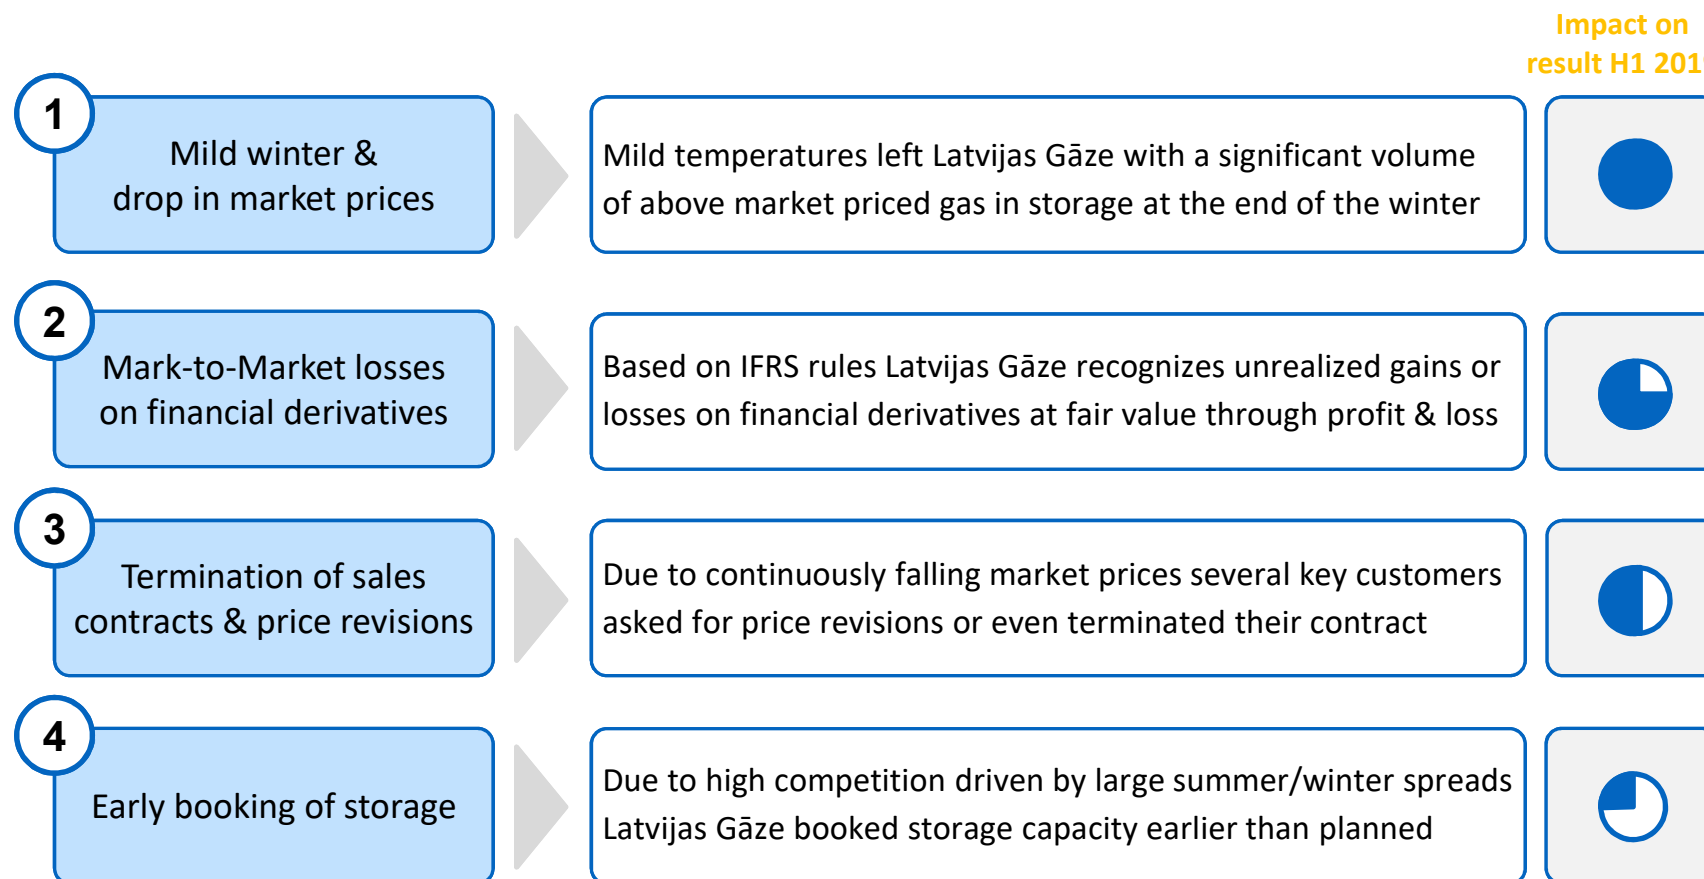 Impact on
result H1 201
1
Mild winter &
drop in market prices
Mild temperatures left Latvijas Gāze with a significant volume
of above market priced gas in storage at the end of the winter
2
Mark-to-Market losses
on financial derivatives
Based on IFRS rules Latvijas Gāze recognizes unrealized gains or
losses on financial derivatives at fair value through profit & loss
3
Termination of sales
contracts & price revisions
Due to continuously falling market prices several key customers
asked for price revisions or even terminated their contract
4
Early booking of storage
Due to high competition driven by large summer/winter spreads
Latvijas Gāze booked storage capacity earlier than planned